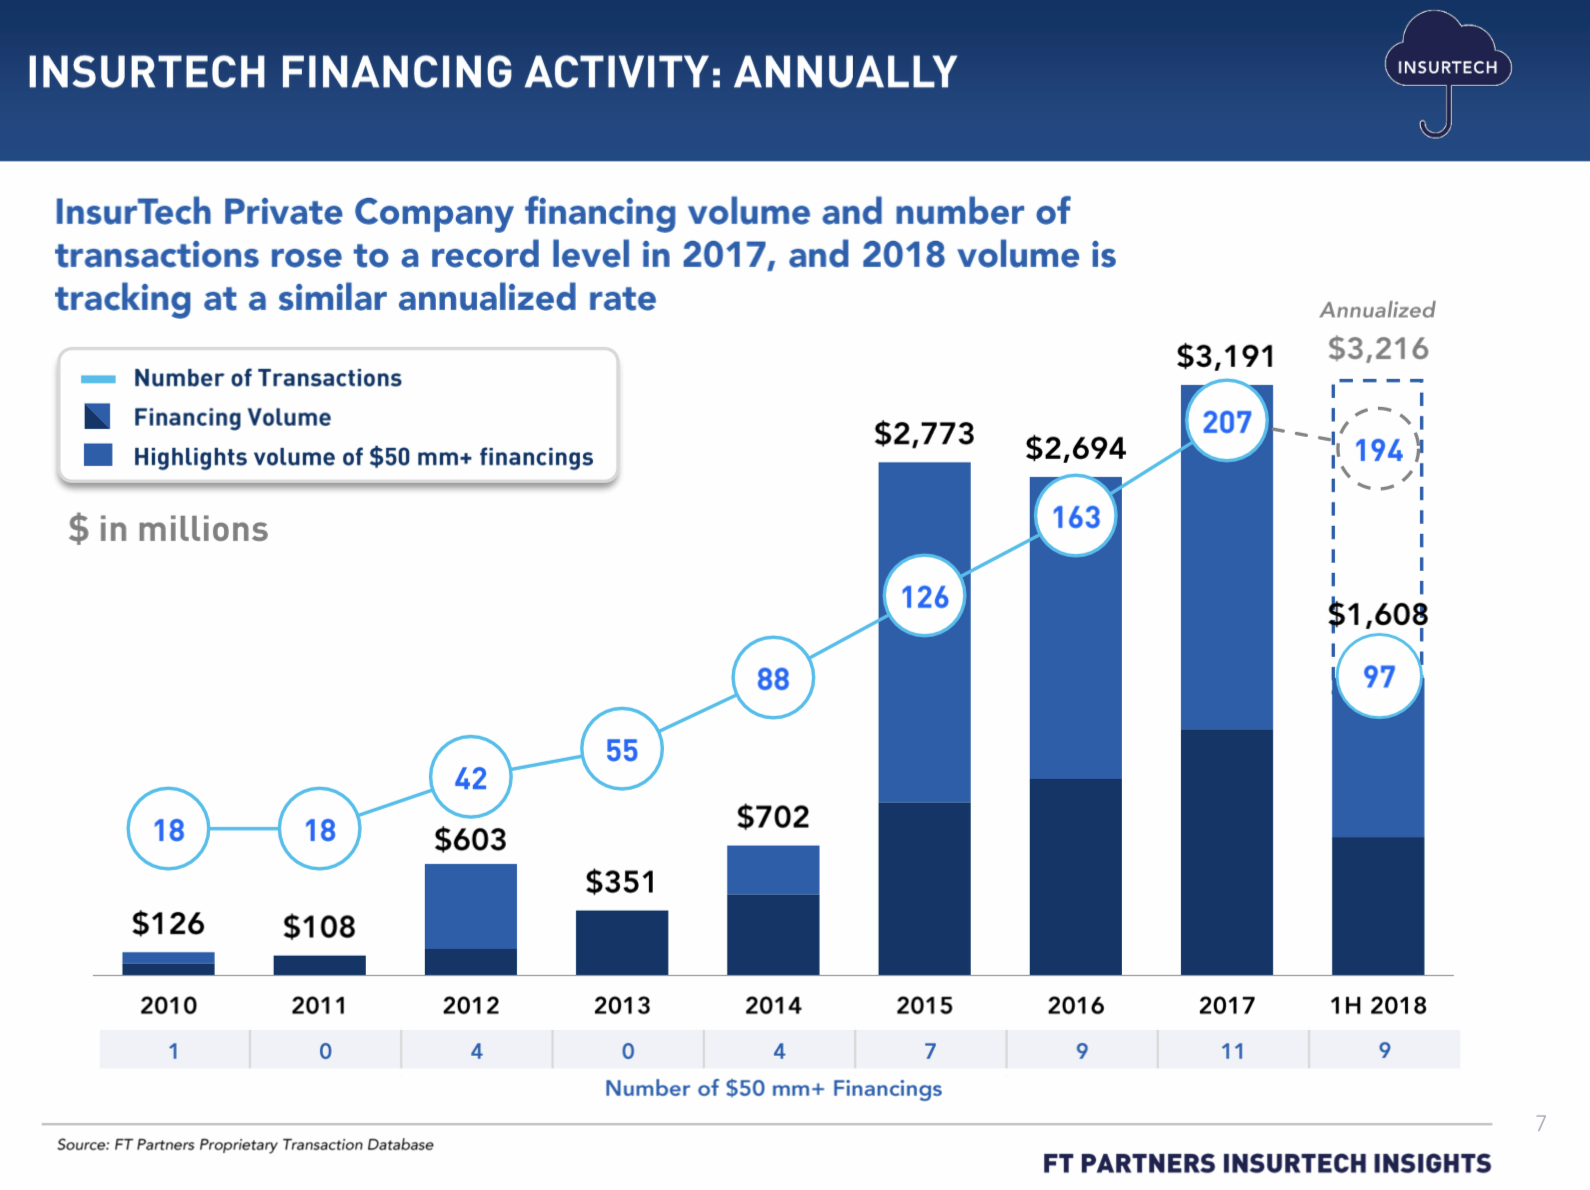 INSURTECH FINANCING ACTIVITY: ANNUALLY
INSURTECH
InsurTech Private Company financing volume and number of
transactions rose to a record level in 2017, and 2018 volume is
tracking at a similar annualized rate
Number of Transactions
Financing Volume
Highlights volume of $50 mm+ financings
$ in millions
Annualized
$3,216
$3,191
$2,773
$2,694
207
194
163
126
$1,608
97
88
55
42
18
18
$603
$702
$351
$126
$108
2010 2011 2012 2013 2014 2015 2016 2017 1H 2018
1 0 4 0 4 7 9 11 9
Number of $50 mm+ Financings
7
Source: FT Partners Proprietary Transaction Database
FT PARTNERS INSURTECH INSIGHTS